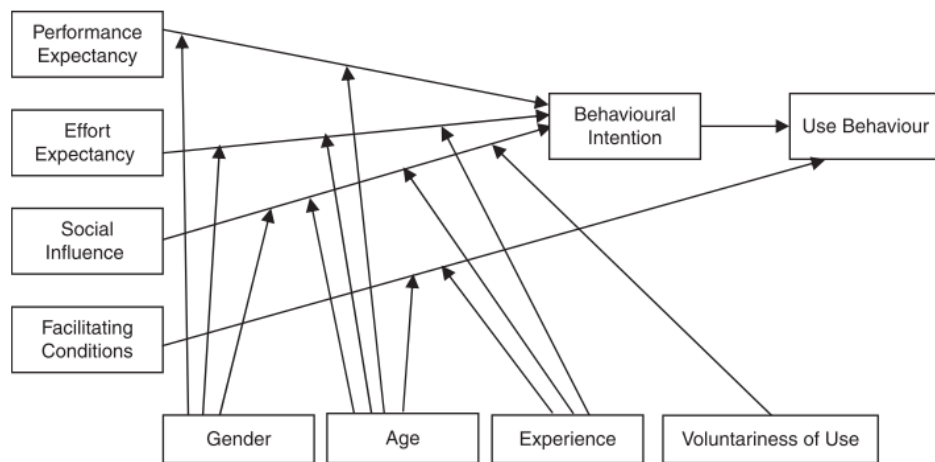 Performance
Expectancy
Effort
Expectancy
Social
Influence
Facilitating
Conditions
Behavioural
Intention
Use Behaviour
Gender
Age
Experience
Voluntariness of Use